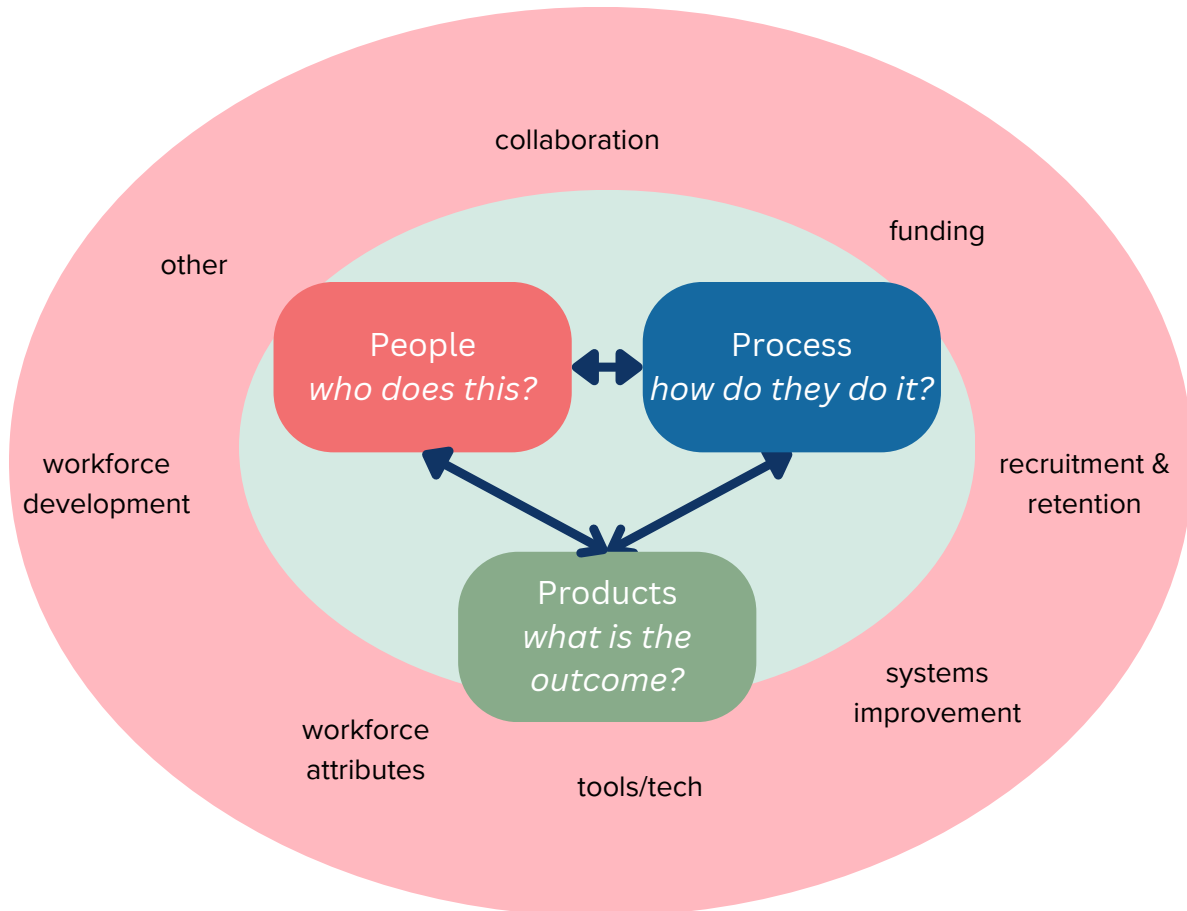 collaboration
funding
other
People
who does this?
Process
how do they do it?
workforce
development
recruitment &
retention
Products
what is the
outcome?
systems
improvement
workforce
attributes
tools/tech